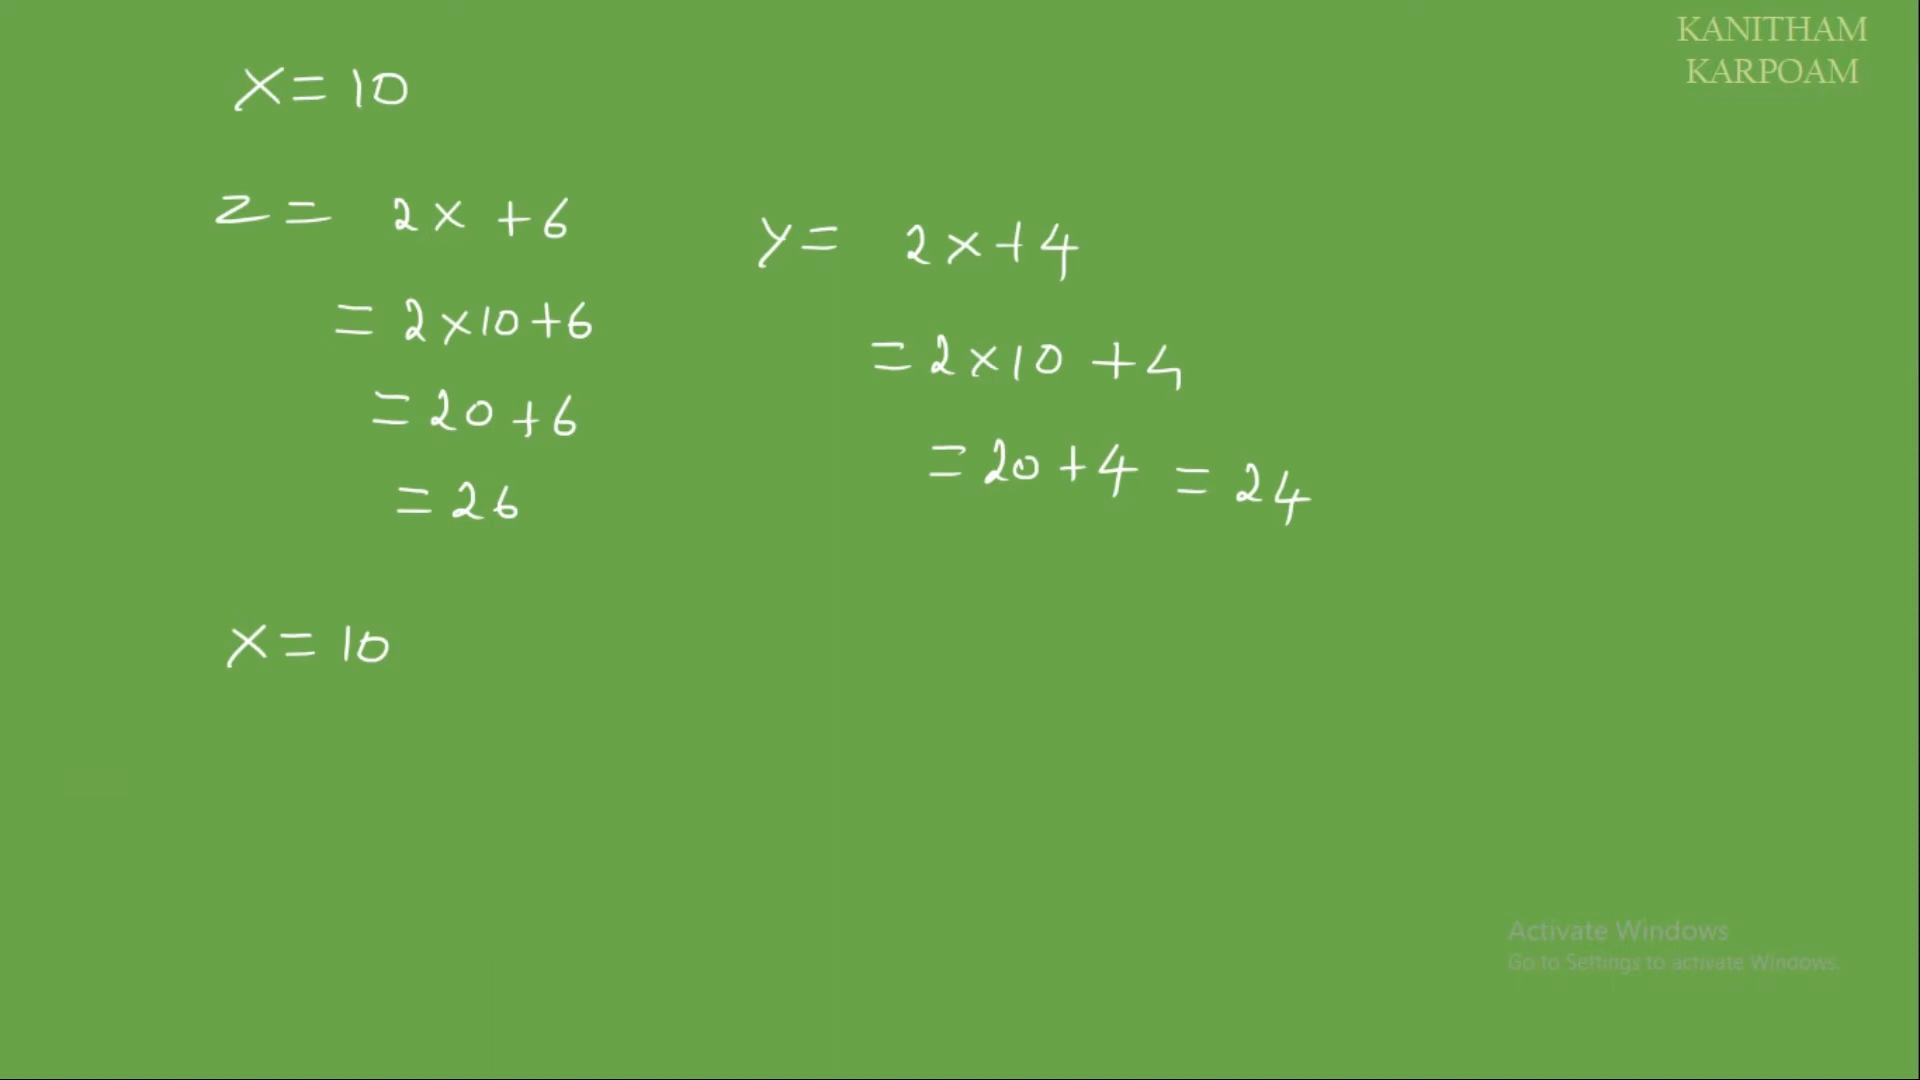 KANITHAM
KARPOAM
x = 10
z = 2x + 6
= 2 × 10 + 6
= 20 + 6
= 26
y = 2x + 4
= 2 × 10 + 4
= 20 + 4 = 24
x = 10
Activate Windows
Go to Settings to activate Windows.